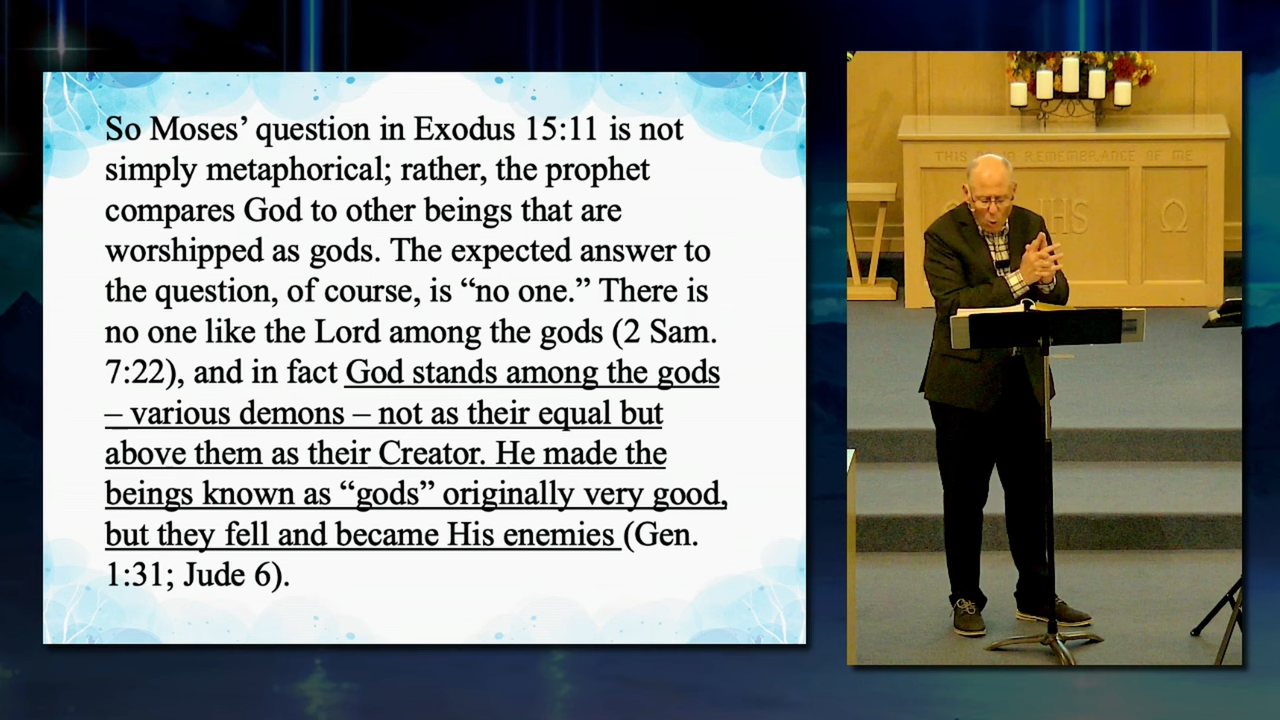 So Moses’ question in Exodus 15:11 is not
simply metaphorical; rather, the prophet
compares God to other beings that are
worshipped as gods. The expected answer to
the question, of course, is “no one.” There is
no one like the Lord among the gods (2 Sam.
7:22), and in fact God stands among the gods
– various demons – not as their equal but
above them as their Creator. He made the
beings known as “gods” originally very good,
but they fell and became His enemies (Gen.
1:31; Jude 6).
REMEMBRANCE OF ME
IHS
Ω